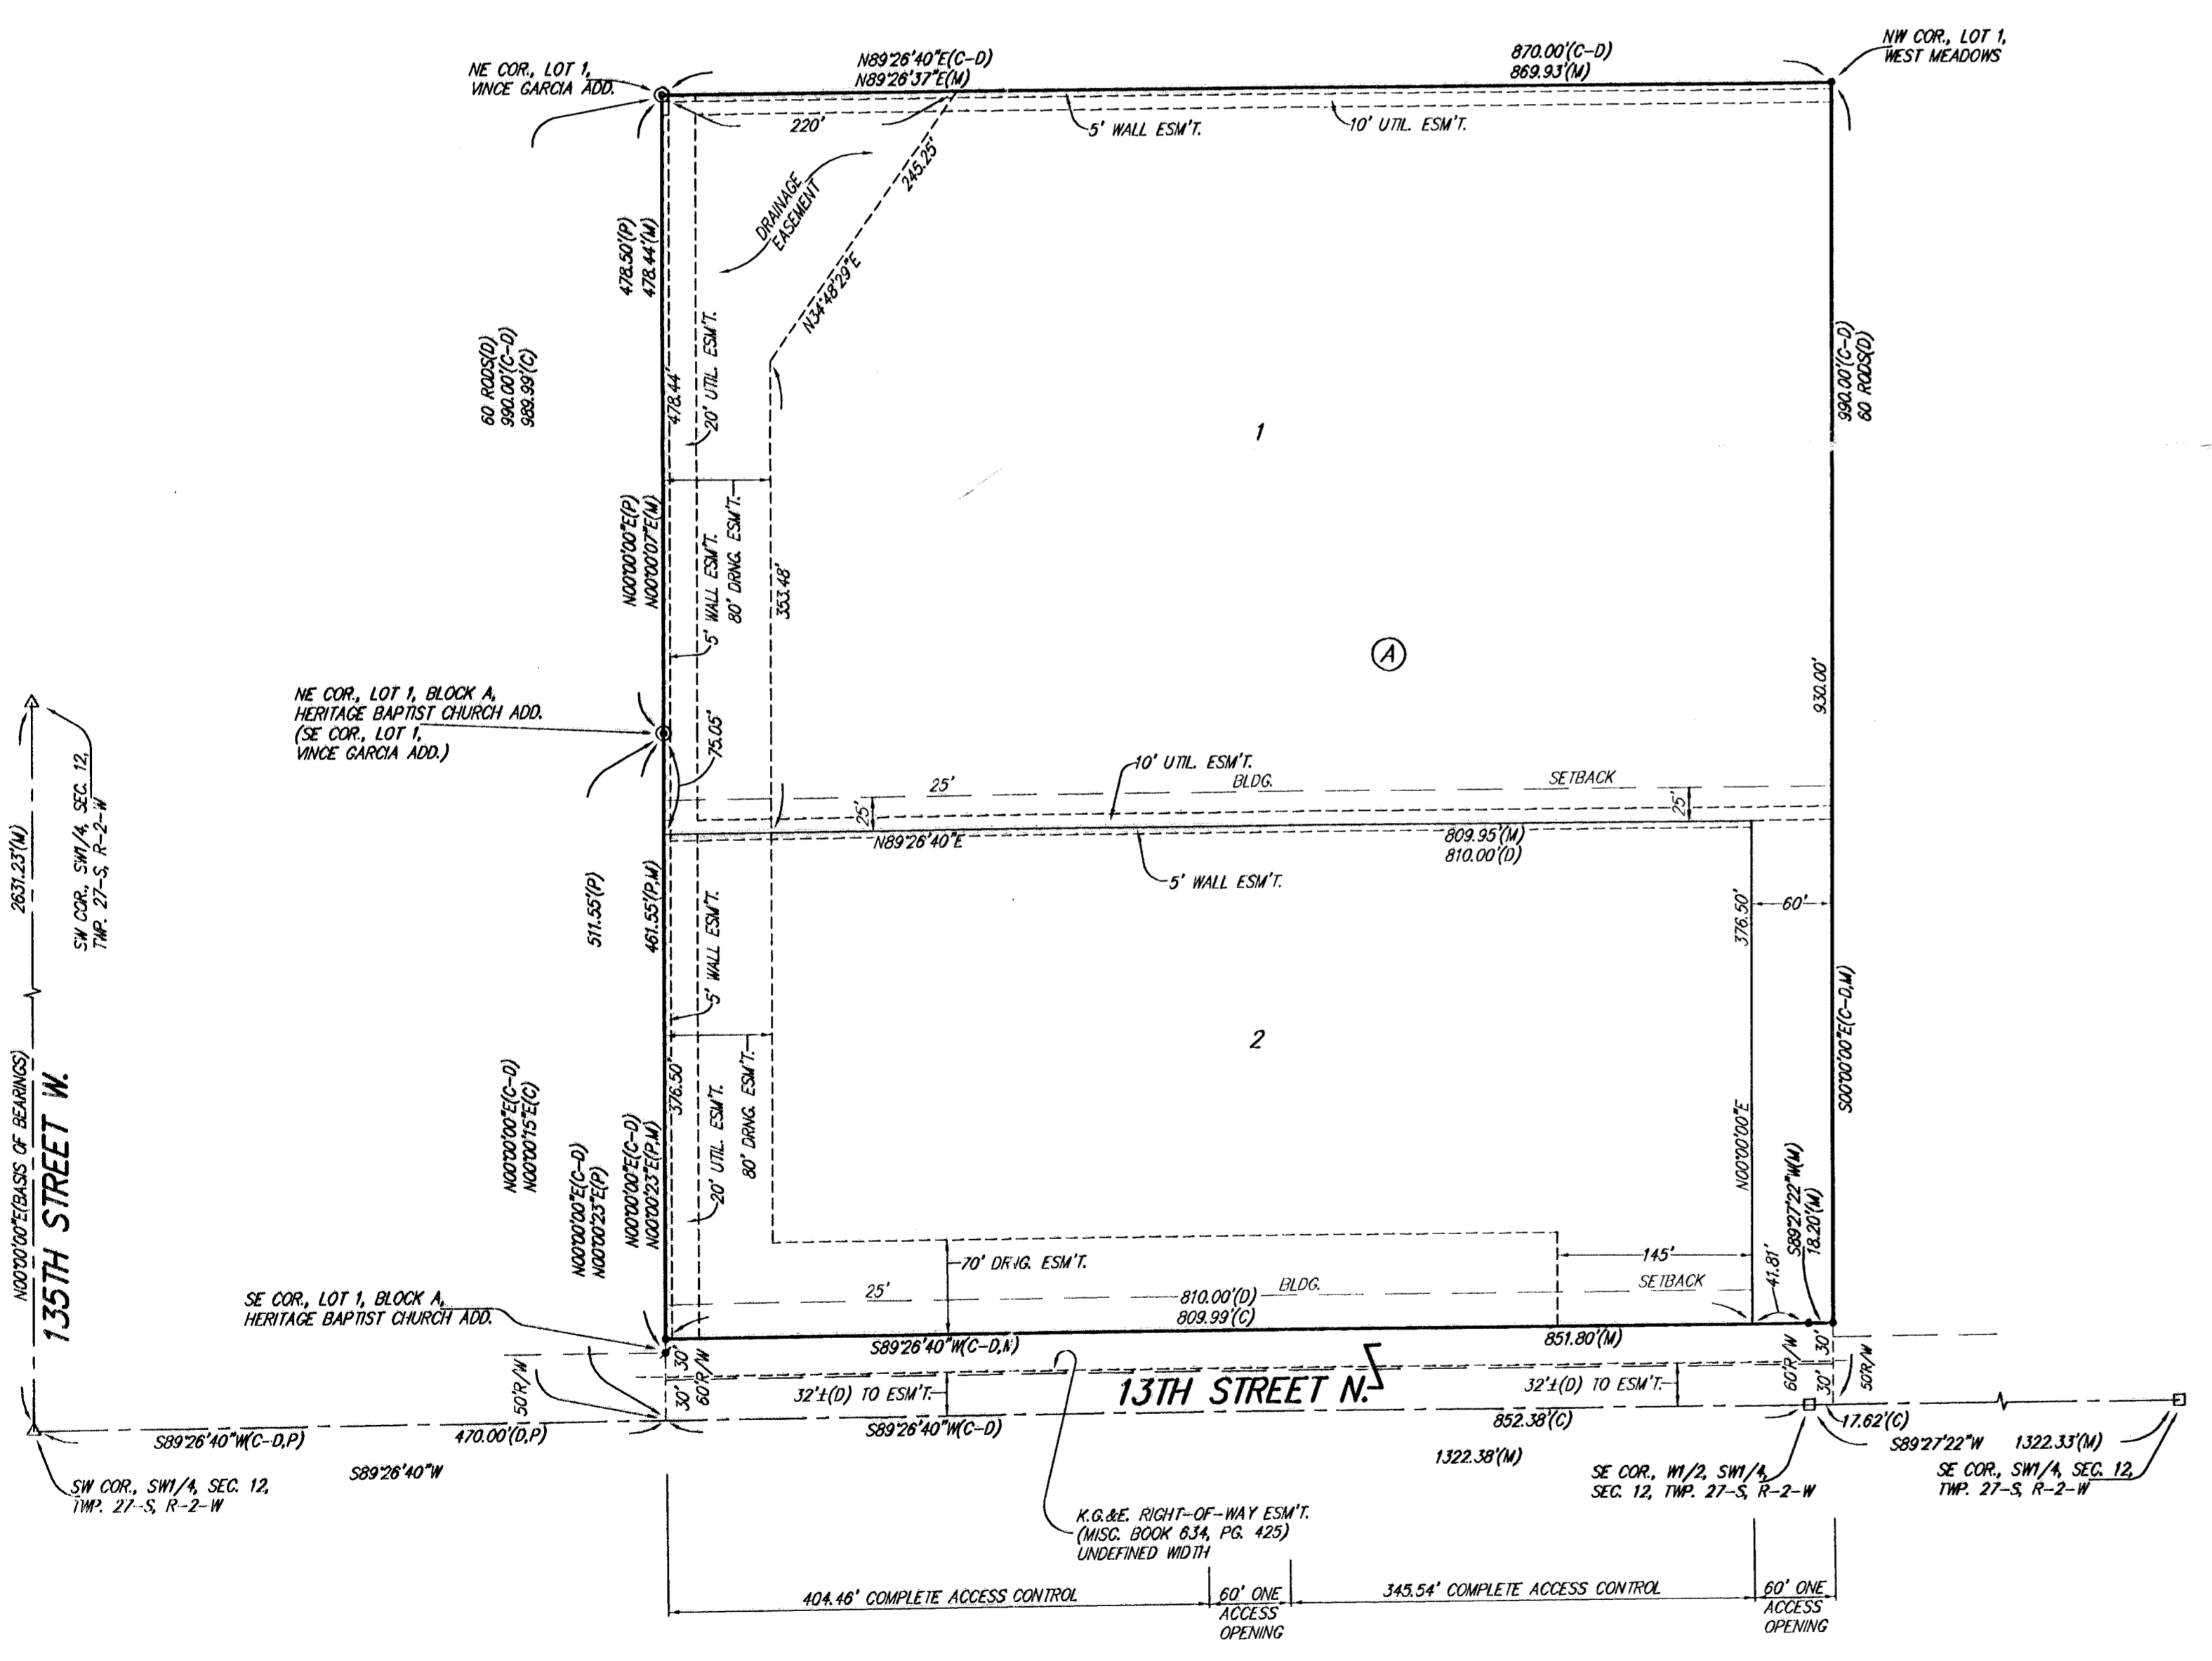 N89°26'40"E(C-D)
N89°26'37"E(M)
870.00'(C-D)
869.93'(M)
NW COR., LOT 1,
WEST MEADOWS
NE COR., LOT 1,
VINCE GARCIA ADD.
220'
5' WALL ESM'T.
10' UTIL. ESM'T.
245.25'
DRAINAGE
EASEMENT
N34°48'29"E
478.50'(P)
478.44'(M)
60 RODS(D)
990.00'(C-D)
989.99'(C)
478.44'
20' UTIL. ESM'T.
990.00'(C-D)
60 RODS(D)
1
N00°00'00"E(P)
N00°00'07"E(M)
5' WALL ESM'T.
80' DRNG. ESM'T.
353.48'
A
930.00'
NE COR., LOT 1, BLOCK A,
HERITAGE BAPTIST CHURCH ADD.
(SE COR., LOT 1,
VINCE GARCIA ADD.)
75.05'
10' UTIL. ESM'T.
25'
BLDG.
SETBACK
25'
25'
N89°26'40"E
809.95'(M)
810.00'(D)
5' WALL ESM'T.
2631.23'(M)
SW COR., SW1/4, SEC. 12,
TWP. 27-S, R-2-W
511.55'(P)
461.55'(P,M)
5' WALL ESM'T.
376.50'
60'
S00°00'00"E(C-D,M)
2
N00°00'00"E(BASIS OF BEARINGS)
135TH STREET W.
N00°00'00"E(C-D)
N00°00'15"E(C)
N00°00'00"E(C-D)
N00°00'23"E(P)
N00°00'00"E(C-D)
N00°00'23"E(P,M)
376.50'
20' UTIL. ESM'T.
80' DRNG. ESM'T.
N00°00'00"E
S89°27'22"W(M)
18.20'(M)
41.81'
145'
70' DRNG. ESM'T.
25'
BLDG.
SETBACK
810.00'(D)
809.99'(C)
SE COR., LOT 1, BLOCK A,
HERITAGE BAPTIST CHURCH ADD.
S89°26'40"W(C-D,M)
851.80'(M)
50'R/W
30'
30'
60'R/W
32'±(D) TO ESM'T.
13TH STREET N.
32'±(D) TO ESM'T.
60'R/W
30'
30'
50'R/W
S89°26'40"W(C-D,P)
470.00'(D,P)
S89°26'40"W(C-D)
852.38'(C)
17.62'(C)
S89°27'22"W
1322.33'(M)
S89°26'40"W
1322.38'(M)
SW COR., SW1/4, SEC. 12,
TWP. 27-S, R-2-W
SE COR., W1/2, SW1/4,
SEC. 12, TWP. 27-S, R-2-W
SE COR., SW1/4, SEC. 12,
TWP. 27-S, R-2-W
K.G.&E. RIGHT-OF-WAY ESM'T.
(MISC. BOOK 634, PG. 425)
UNDEFINED WIDTH
404.46' COMPLETE ACCESS CONTROL
60' ONE
ACCESS
OPENING
345.54' COMPLETE ACCESS CONTROL
60' ONE
ACCESS
OPENING